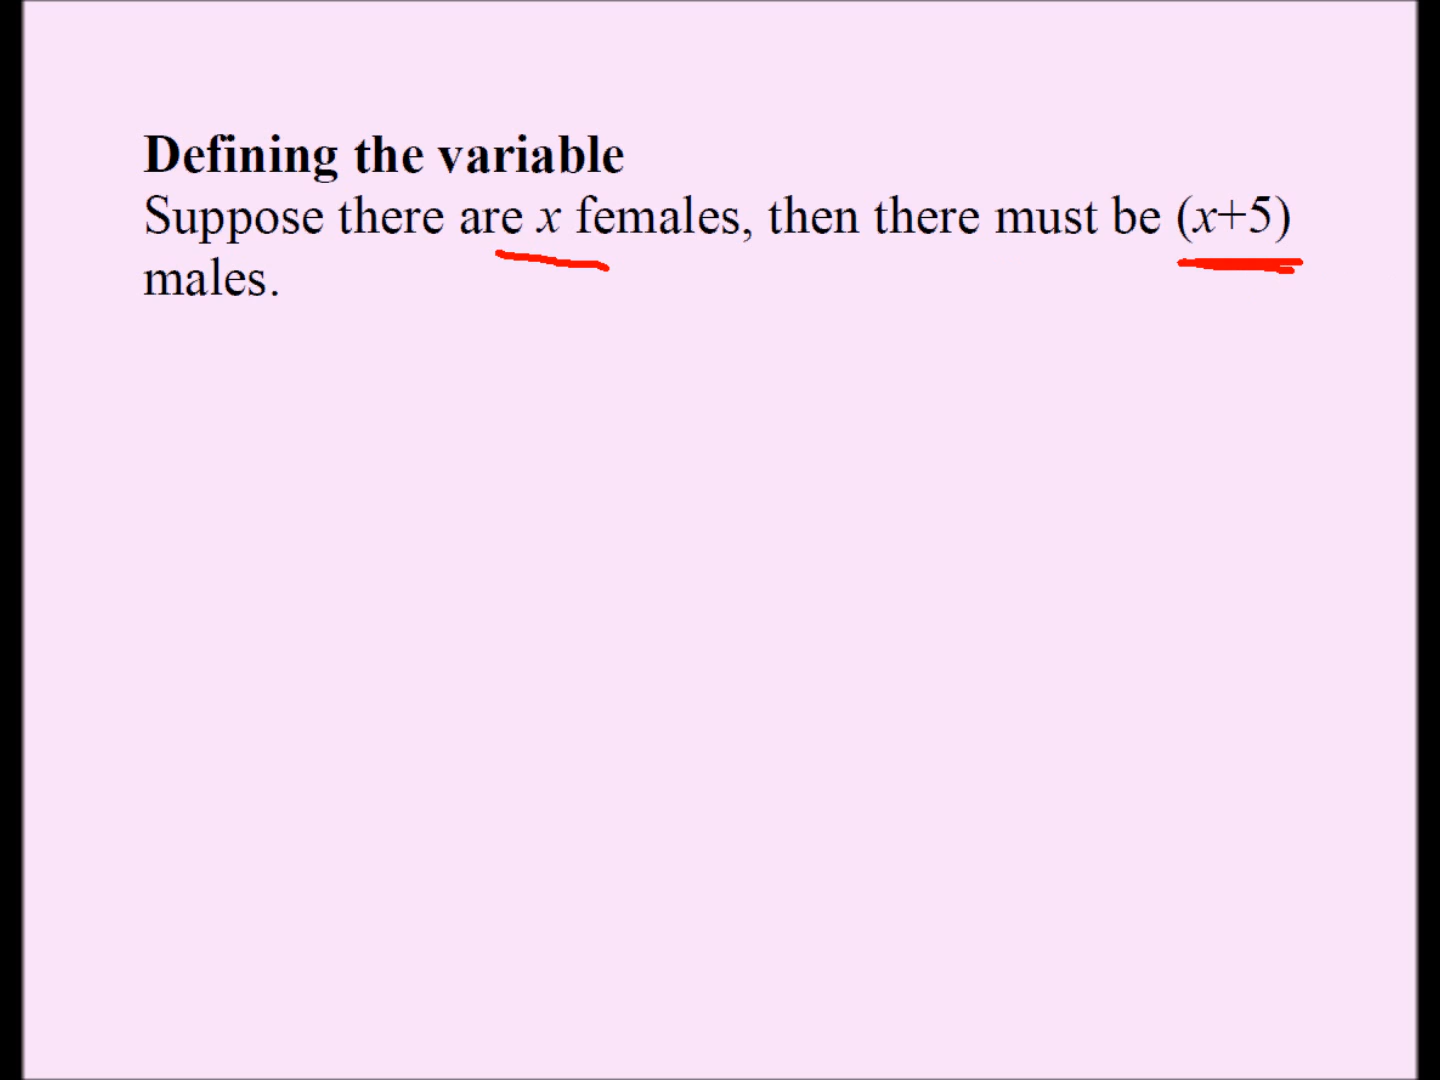 Defining the variable
Suppose there are x females, then there must be (x+5)
males.